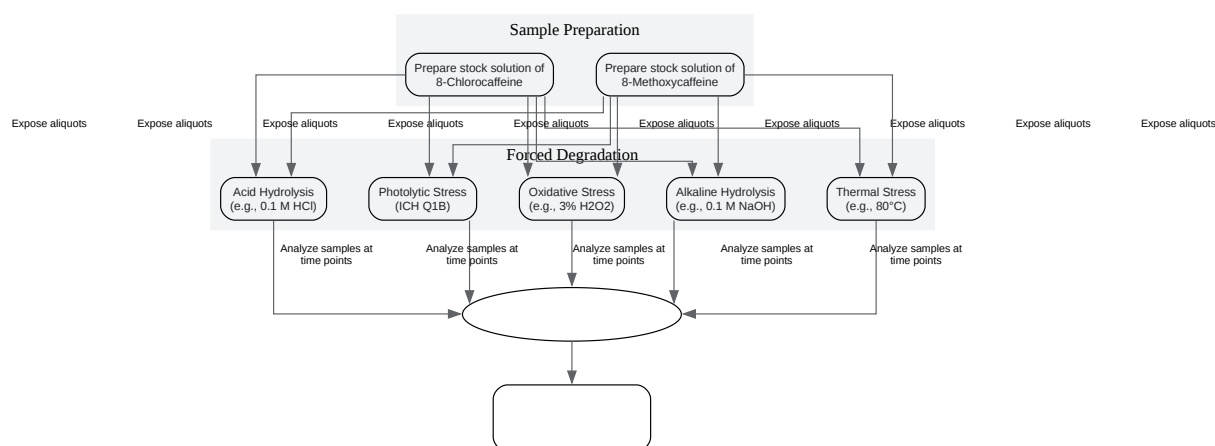 Sample Preparation
Prepare stock solution of
8-Chlorocaffeine
Prepare stock solution of
8-Methoxycaffeine
Expose aliquots
Expose aliquots
Expose aliquots
Expose aliquots
Expose aliquots
Expose aliquots
Expose aliquots
Expose aliquots
Expose aliquots
Expose aliquots
Forced Degradation
Acid Hydrolysis
(e.g., 0.1 M HCl)
Photolytic Stress
(ICH Q1B)
Oxidative Stress
(e.g., 3% H2O2)
Alkaline Hydrolysis
(e.g., 0.1 M NaOH)
Thermal Stress
(e.g., 80°C)
Analyze samples at
time points
Analyze samples at
time points
Analyze samples at
time points
Analyze samples at
time points
Analyze samples at
time points